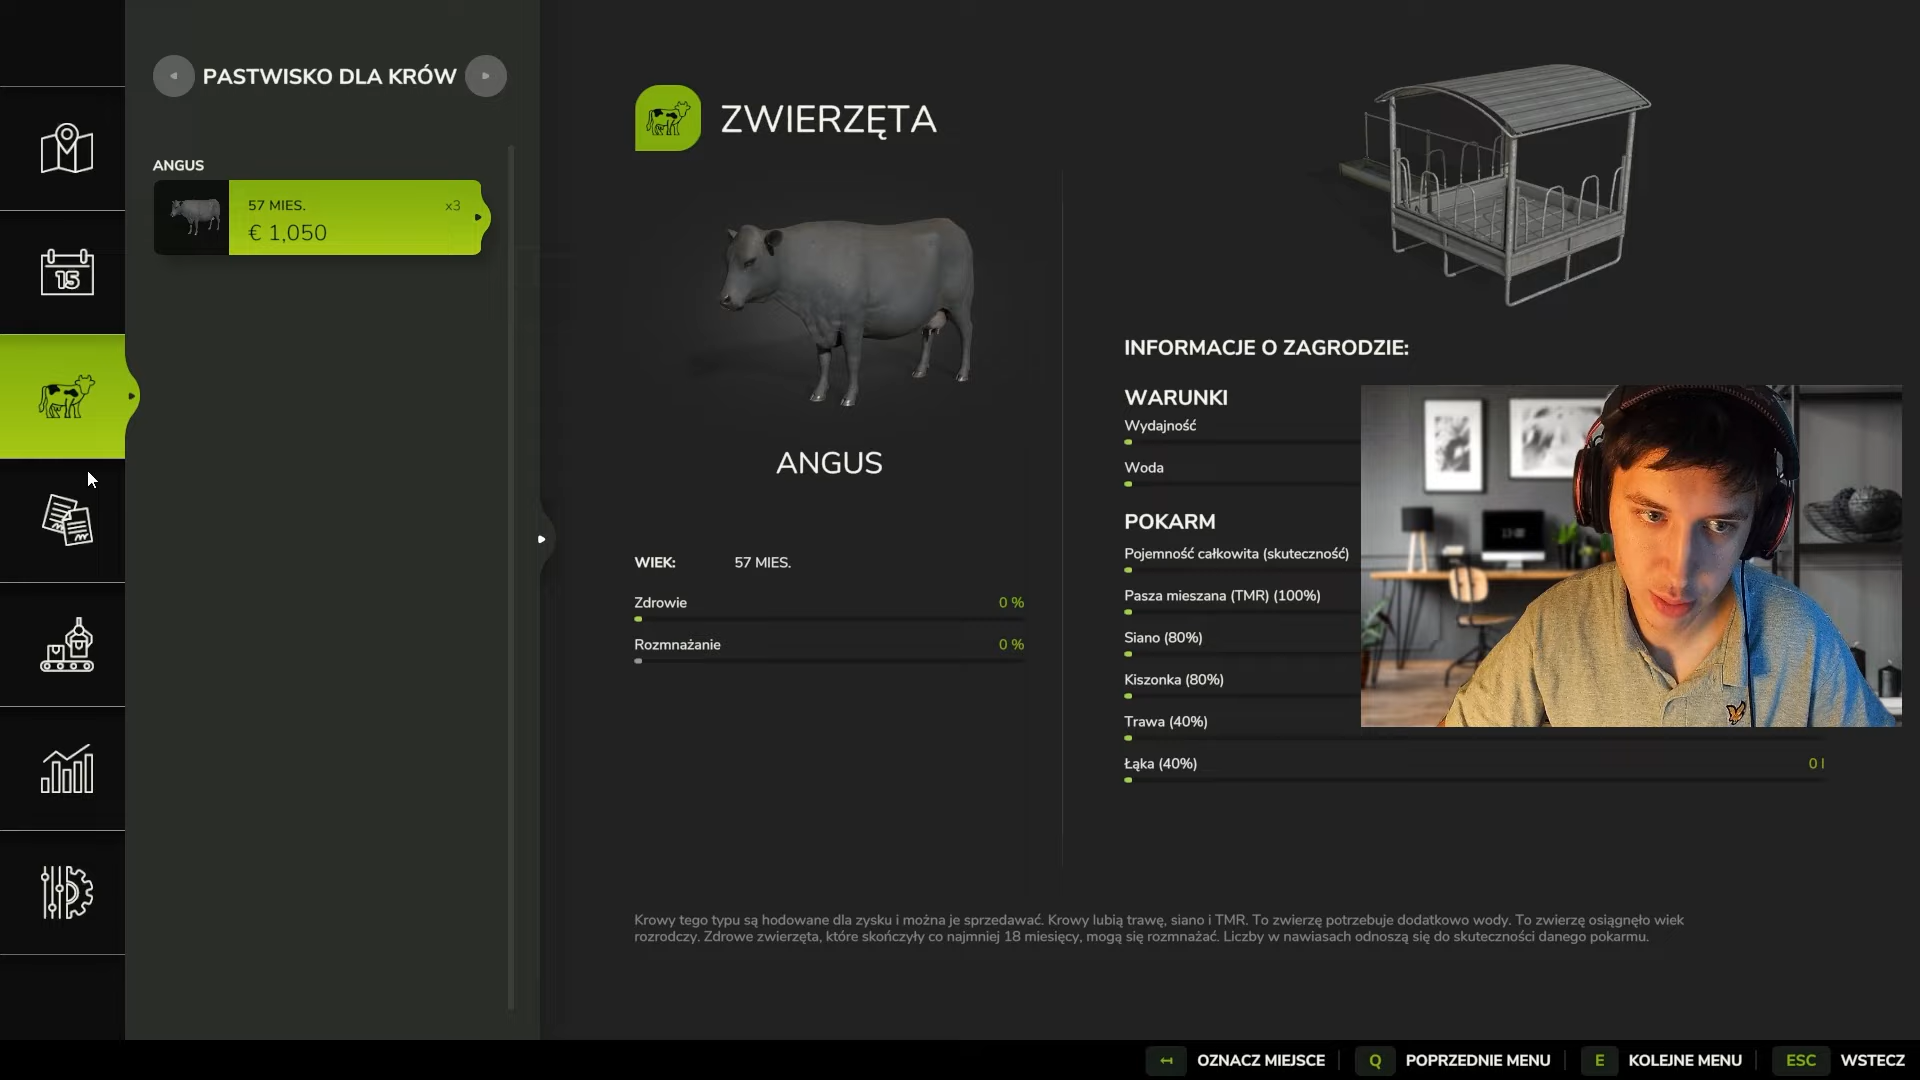 PASTWISKO DLA KRÓW
ANGUS
57 MIES.
x3
€ 1,050
15
ZWIERZĘTA
ANGUS
WIEK:
57 MIES.
Zdrowie
0 %
Rozmnażanie
0 %
INFORMACJE O ZAGRODZIE:
WARUNKI
Wydajność
Woda
POKARM
Pojemność całkowita (skuteczność)
Pasza mieszana (TMR) (100%)
Siano (80%)
Kiszonka (80%)
Trawa (40%)
Łąka (40%)
0 l
Krowy tego typu są hodowane dla zysku i można je sprzedawać. Krowy lubią trawę, siano i TMR. To zwierzę potrzebuje dodatkowo wody. To zwierzę osiągnęło wiek
rozrodczy. Zdrowe zwierzęta, które skończyły co najmniej 18 miesięcy, mogą się rozmnażać. Liczby w nawiasach odnoszą się do skuteczności danego pokarmu.
OZNACZ MIEJSCE
Q
POPRZEDNIE MENU
E
KOLEJNE MENU
ESC
WSTECZ